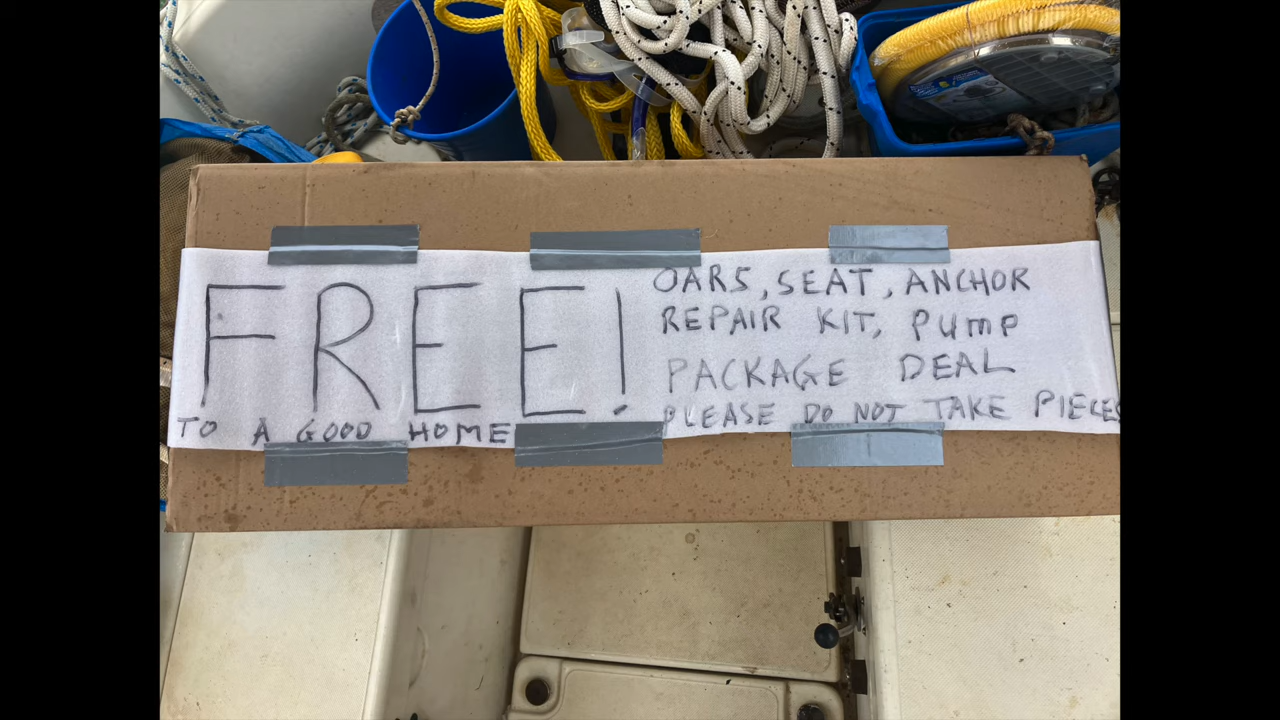 FREE!
TO A GOOD HOME
OARS, SEAT, ANCHOR
REPAIR KIT, PUMP
PACKAGE DEAL
PLEASE DO NOT TAKE PIECES